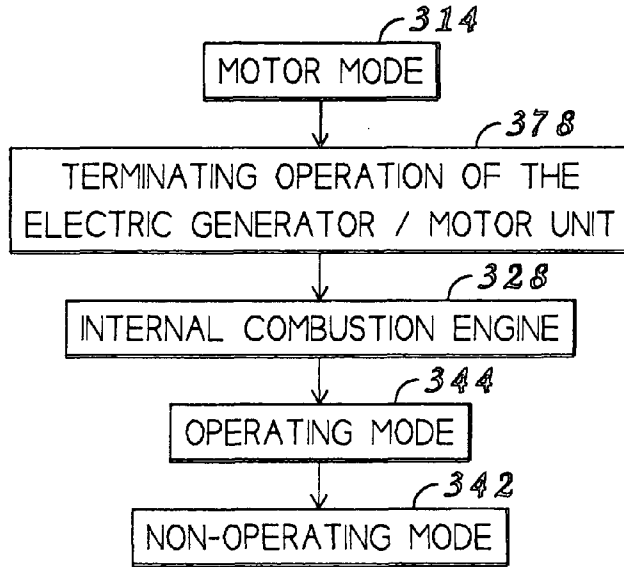 314
MOTOR MODE
378
TERMINATING OPERATION OF THE
ELECTRIC GENERATOR / MOTOR UNIT
328
INTERNAL COMBUSTION ENGINE
344
OPERATING MODE
342
NON-OPERATING MODE